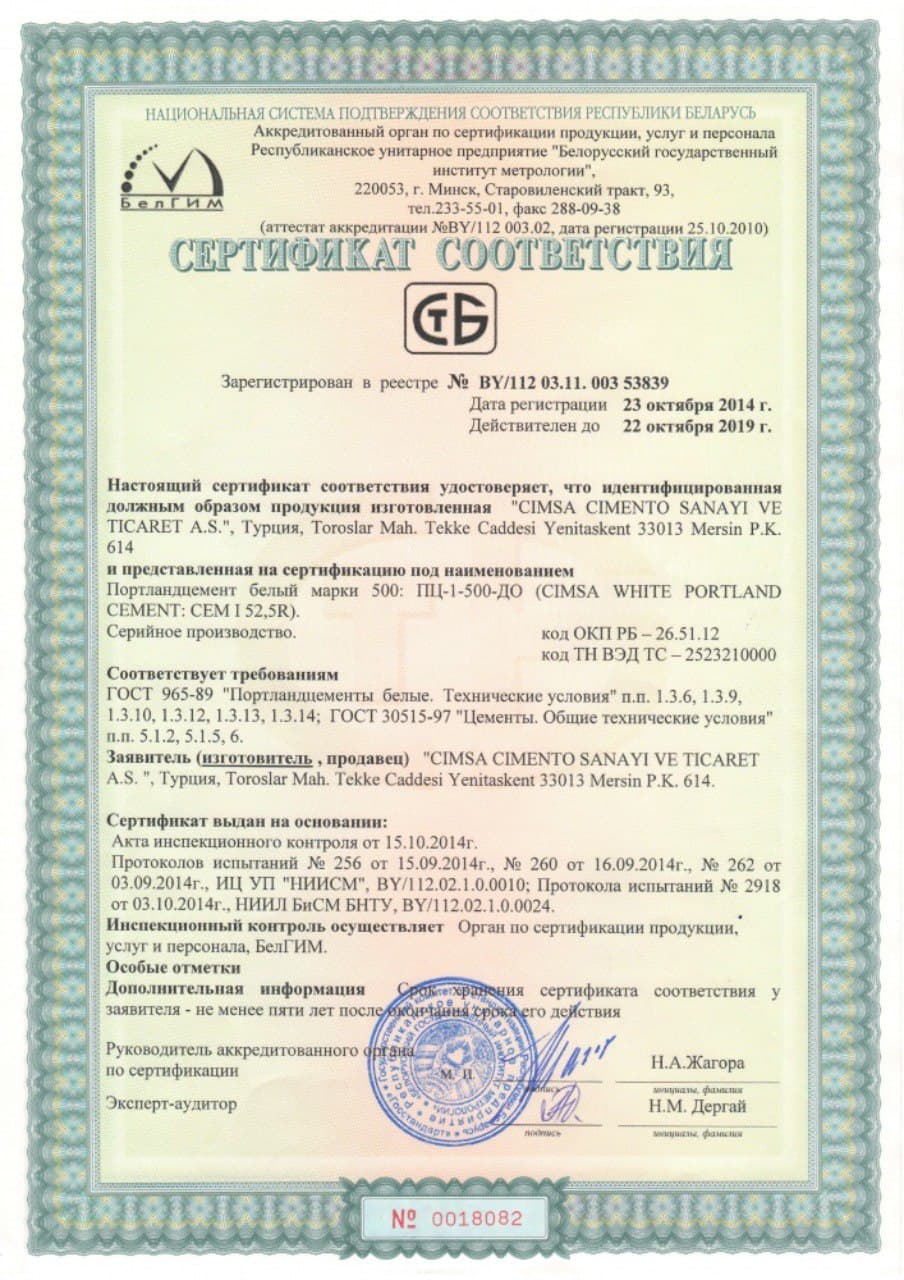 НАЦИОНАЛЬНАЯ СИСТЕМА ПОДТВЕРЖДЕНИЯ СООТВЕТСТВИЯ РЕСПУБЛИКИ БЕЛАРУСЬ
Аккредитованный орган по сертификации продукции, услуг и персонала
Республиканское унитарное предприятие "Белорусский государственный
институт метрологии",
220053, г. Минск, Старовиленский тракт, 93,
тел.233-55-01, факс 288-09-38
(аттестат аккредитации №BY/112 003.02, дата регистрации 25.10.2010)
БелГИМ
СЕРТИФИКАТ СООТВЕТСТВИЯ
СТБ
Зарегистрирован в реестре № BY/112 03.11. 003 53839
Дата регистрации 23 октября 2014 г.
Действителен до 22 октября 2019 г.
Настоящий сертификат соответствия удостоверяет, что идентифицированная
должным образом продукция изготовленная "CIMSA CIMENTO SANAYI VE
TICARET A.S.", Турция, Toroslar Mah. Tekke Caddesi Yenitaskent 33013 Mersin P.K.
614
и представленная на сертификацию под наименованием
Портландцемент белый марки 500: ПЦ-1-500-ДО (CIMSA WHITE PORTLAND
CEMENT: CEM I 52,5R).
Серийное производство. код ОКП РБ – 26.51.12
код ТН ВЭД ТС – 2523210000
Соответствует требованиям
ГОСТ 965-89 "Портландцементы белые. Технические условия" п.п. 1.3.6, 1.3.9,
1.3.10, 1.3.12, 1.3.13, 1.3.14; ГОСТ 30515-97 "Цементы. Общие технические условия"
п.п. 5.1.2, 5.1.5, 6.
Заявитель (изготовитель , продавец) "CIMSA CIMENTO SANAYI VE TICARET
A.S. ", Турция, Toroslar Mah. Tekke Caddesi Yenitaskent 33013 Mersin P.K. 614.
Сертификат выдан на основании:
Акта инспекционного контроля от 15.10.2014г.
Протоколов испытаний № 256 от 15.09.2014г., № 260 от 16.09.2014г., № 262 от
03.09.2014г., ИЦ УП "НИИСМ", BY/112.02.1.0.0010; Протокола испытаний № 2918
от 03.10.2014г., НИИЛ БиСМ БНТУ, BY/112.02.1.0.0024.
Инспекционный контроль осуществляет Орган по сертификации продукции,
услуг и персонала, БелГИМ.
Особые отметки
Дополнительная информация Срок хранения сертификата соответствия у
заявителя - не менее пяти лет после окончания срока его действия
Руководитель аккредитованного органа
по сертификации
М. П.
Н.А.Жагора
подпись
инициалы, фамилия
Эксперт-аудитор
Н.М. Дергай
подпись
инициалы, фамилия
№ 0018082